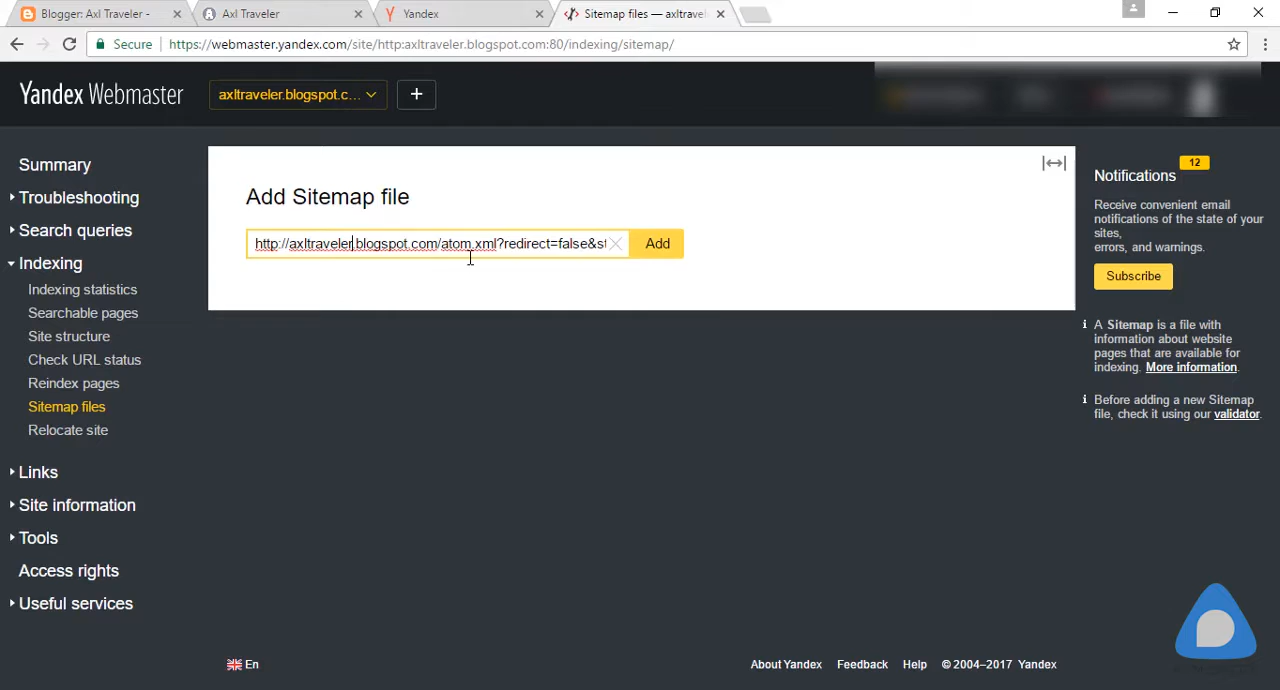 Blogger: Axl Traveler -
Axl Traveler
Yandex
Sitemap files — axltravel
Secure
https://webmaster.yandex.com/site/http:axltraveler.blogspot.com:80/indexing/sitemap/
Yandex Webmaster
axltraveler.blogspot.c...
+
Summary
Troubleshooting
Search queries
Indexing
Indexing statistics
Searchable pages
Site structure
Check URL status
Reindex pages
Sitemap files
Relocate site
Links
Site information
Tools
Access rights
Useful services
Add Sitemap file
http://axltraveler.blogspot.com/atom.xml?redirect=false&st
Add
Notifications
12
Receive convenient email
notifications of the state of your
sites,
errors, and warnings.
Subscribe
A Sitemap is a file with
information about website
pages that are available for
indexing. More information.
Before adding a new Sitemap
file, check it using our validator.
En
About Yandex
Feedback
Help
© 2004–2017 Yandex